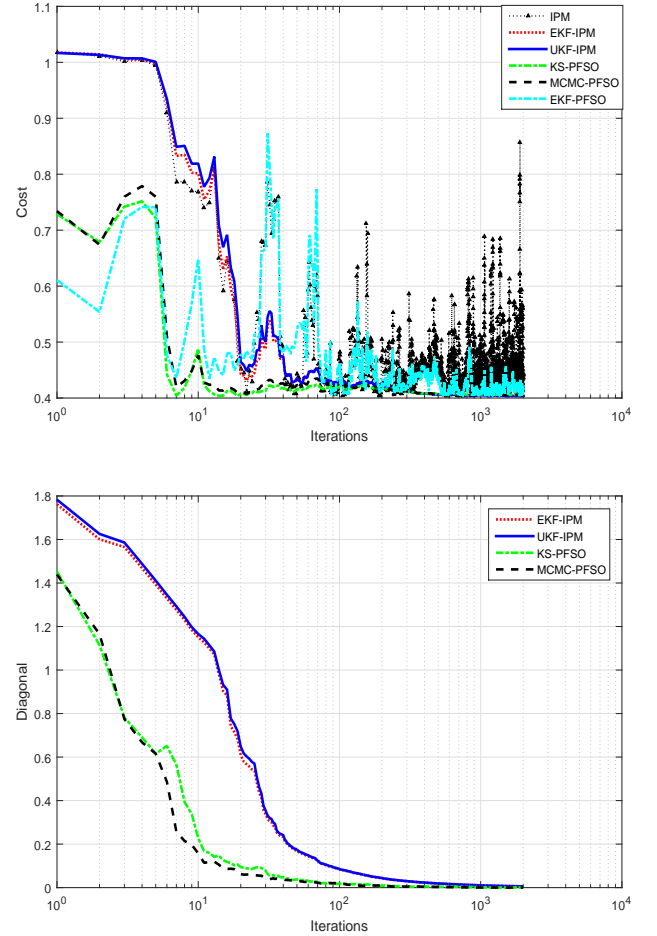 1.1
1
0.9
0.8
0.7
0.6
0.5
0.4
Cost
10^0
10^1
10^2
10^3
10^4
Iterations
IPM
EKF-IPM
UKF-IPM
KS-PFSO
MCMC-PFSO
EKF-PFSO
1.8
1.6
1.4
1.2
1
0.8
0.6
0.4
0.2
0
Diagonal
10^0
10^1
10^2
10^3
10^4
Iterations
EKF-IPM
UKF-IPM
KS-PFSO
MCMC-PFSO